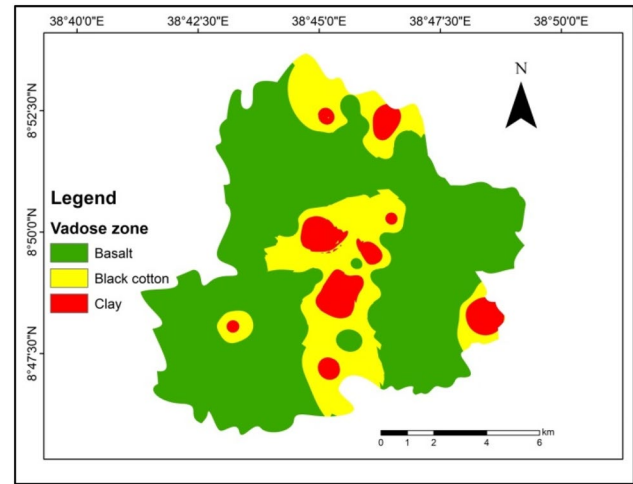 38°40'0"E 38°42'30"E 38°45'0"E 38°47'30"E 38°50'0"E
N
8°52'30"N
8°50'0"N
8°47'30"N
Legend
Vadose zone
Basalt
Black cotton
Clay
km
0 1 2 4 6